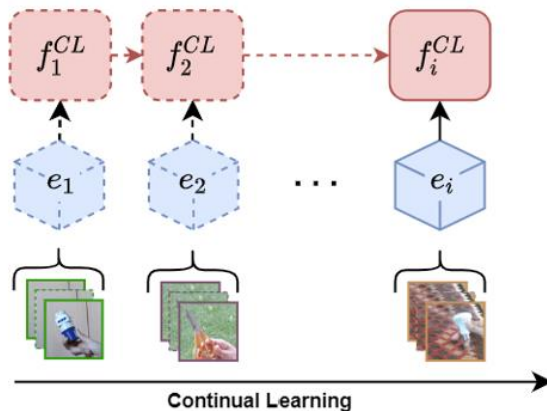 f_1^{CL} f_2^{CL} f_i^{CL}
e_1 e_2 ... e_i
Continual Learning